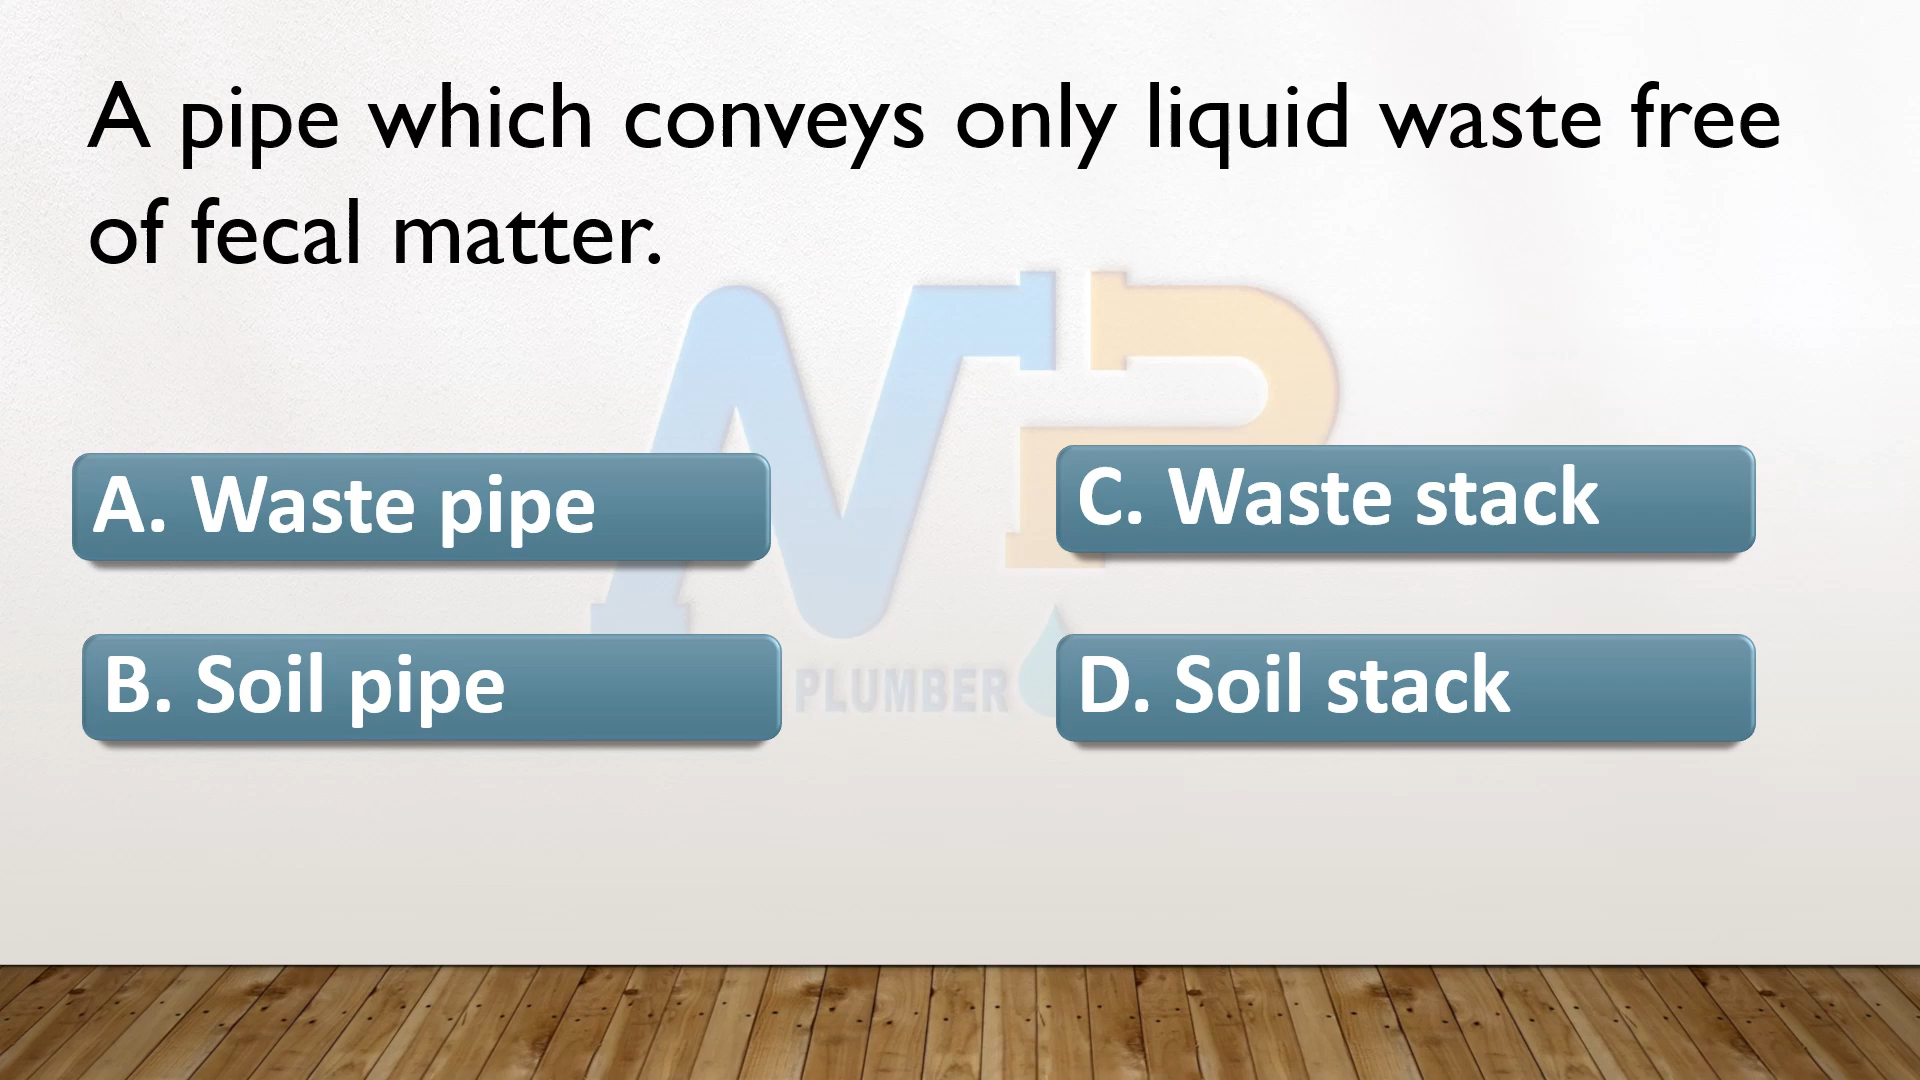 A pipe which conveys only liquid waste free
of fecal matter.
A. Waste pipe
C. Waste stack
B. Soil pipe
D. Soil stack
NP
PLUMBER